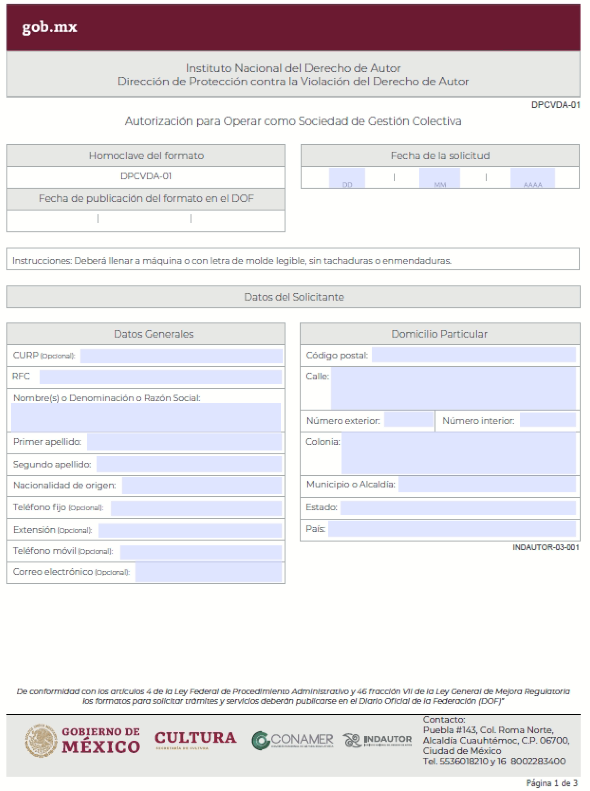 gob.mx
Instituto Nacional del Derecho de Autor
Dirección de Protección contra la Violación del Derecho de Autor
DPCVDA-01
Autorización para Operar como Sociedad de Gestión Colectiva
Homoclave del formato
DPCVDA-01
Fecha de publicación del formato en el DOF
| |
Fecha de la solicitud
DD | MM | AAAA
Instrucciones: Deberá llenar a máquina o con letra de molde legible, sin tachaduras o enmendaduras.
Datos del Solicitante
Datos Generales
CURP (Opcional):
RFC
Nombre(s) o Denominación o Razón Social:
Primer apellido:
Segundo apellido:
Nacionalidad de origen:
Teléfono fijo (Opcional):
Extensión (Opcional):
Teléfono móvil (Opcional):
Correo electrónico (Opcional):
Domicilio Particular
Código postal:
Calle:
Número exterior: Número interior:
Colonia:
Municipio o Alcaldía:
Estado:
País:
INDAUTOR-03-001
De conformidad con los artículos 4 de la Ley Federal de Procedimiento Administrativo y 46 fracción VII de la Ley General de Mejora Regulatoria
los formatos para solicitar trámites y servicios deberán publicarse en el Diario Oficial de la Federación (DOF)"
GOBIERNO DE
MÉXICO
CULTURA
SECRETARÍA DE CULTURA
CONAMER
INDAUTOR
Contacto:
Puebla #143, Col. Roma Norte,
Alcaldía Cuauhtémoc, C.P. 06700,
Ciudad de México
Tel. 5536018210 y 16 8002283400
Página 1 de 3